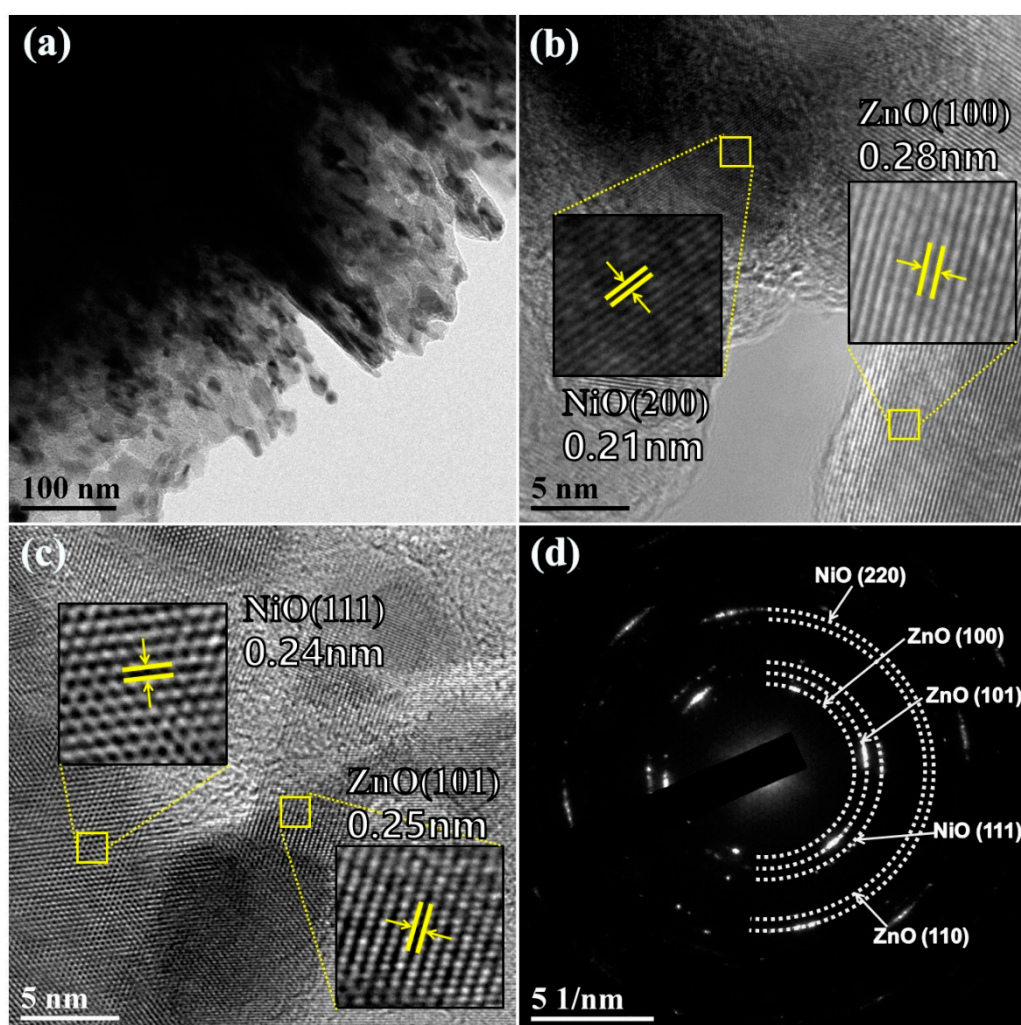 (a)
100 nm
(b)
ZnO(100)
0.28nm
NiO(200)
0.21nm
5 nm
(c)
NiO(111)
0.24nm
ZnO(101)
0.25nm
5 nm
(d)
NiO (220)
ZnO (100)
ZnO (101)
NiO (111)
ZnO (110)
5 1/nm